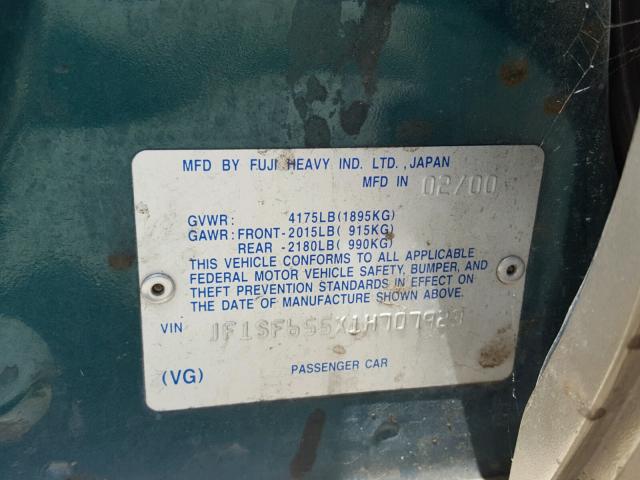 MFD BY FUJI HEAVY IND. LTD.,JAPAN
MFD IN 02/00
GVWR: 4175LB(1895KG)
GAWR: FRONT-2015LB( 915KG)
REAR -2180LB( 990KG)
THIS VEHICLE CONFORMS TO ALL APPLICABLE
FEDERAL MOTOR VEHICLE SAFETY, BUMPER, AND
THEFT PREVENTION STANDARDS IN EFFECT ON
THE DATE OF MANUFACTURE SHOWN ABOVE.
VIN JF1SF655X1H707923
(VG) PASSENGER CAR